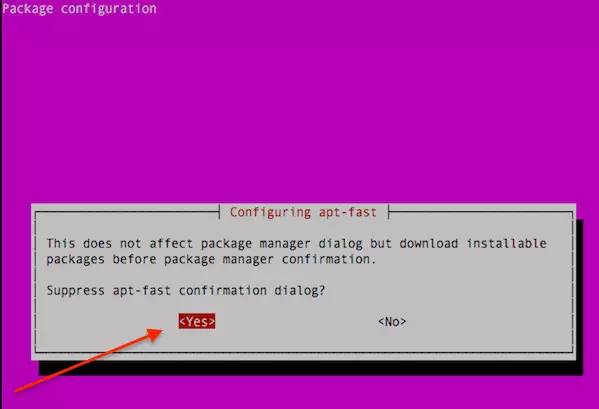 Package configuration
Configuring apt-fast
This does not affect package manager dialog but download installable
packages before package manager confirmation.
Suppress apt-fast confirmation dialog?
<Yes> <No>